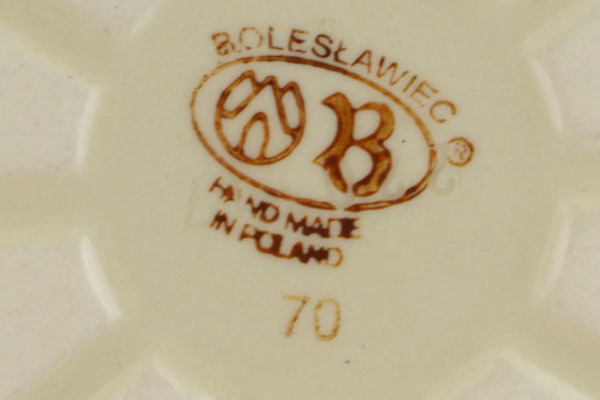 BOLESŁAWIEC
B ®
HAND MADE
IN POLAND
70